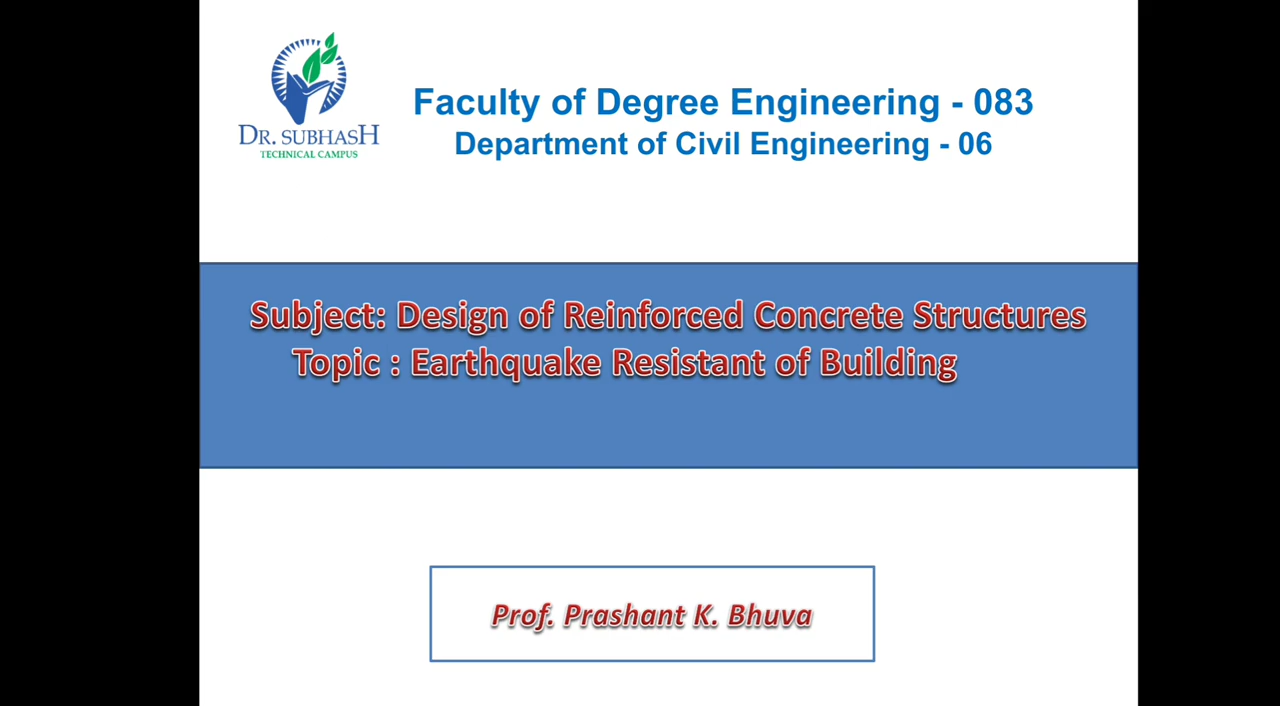 DR. SUBHASH
TECHNICAL CAMPUS
Faculty of Degree Engineering - 083
Department of Civil Engineering - 06
Subject: Design of Reinforced Concrete Structures
Topic : Earthquake Resistant of Building
Prof. Prashant K. Bhuva